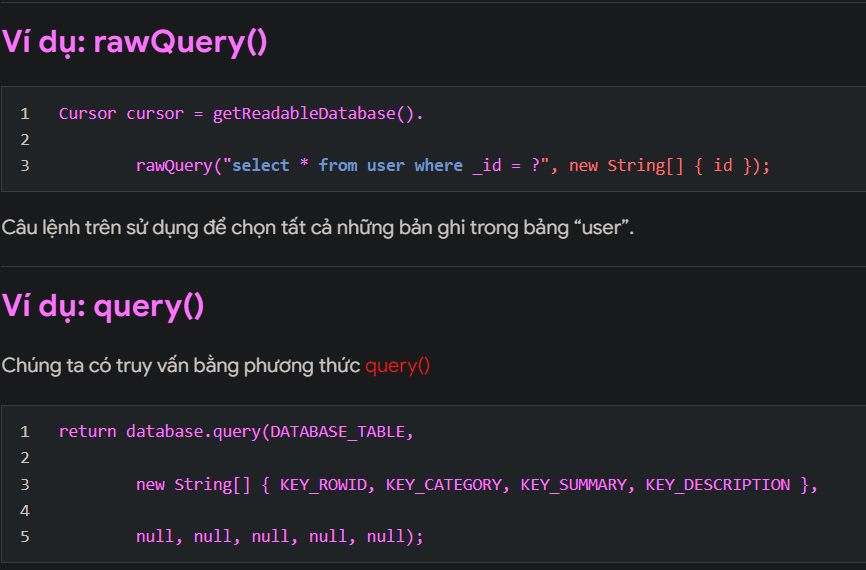 Ví dụ: rawQuery()
1 Cursor cursor = getReadableDatabase().
2
3 rawQuery("select * from user where _id = ?", new String[] { id });
Câu lệnh trên sử dụng để chọn tất cả những bản ghi trong bảng “user”.
Ví dụ: query()
Chúng ta có truy vấn bằng phương thức query()
1 return database.query(DATABASE_TABLE,
2
3 new String[] { KEY_ROWID, KEY_CATEGORY, KEY_SUMMARY, KEY_DESCRIPTION },
4
5 null, null, null, null, null);